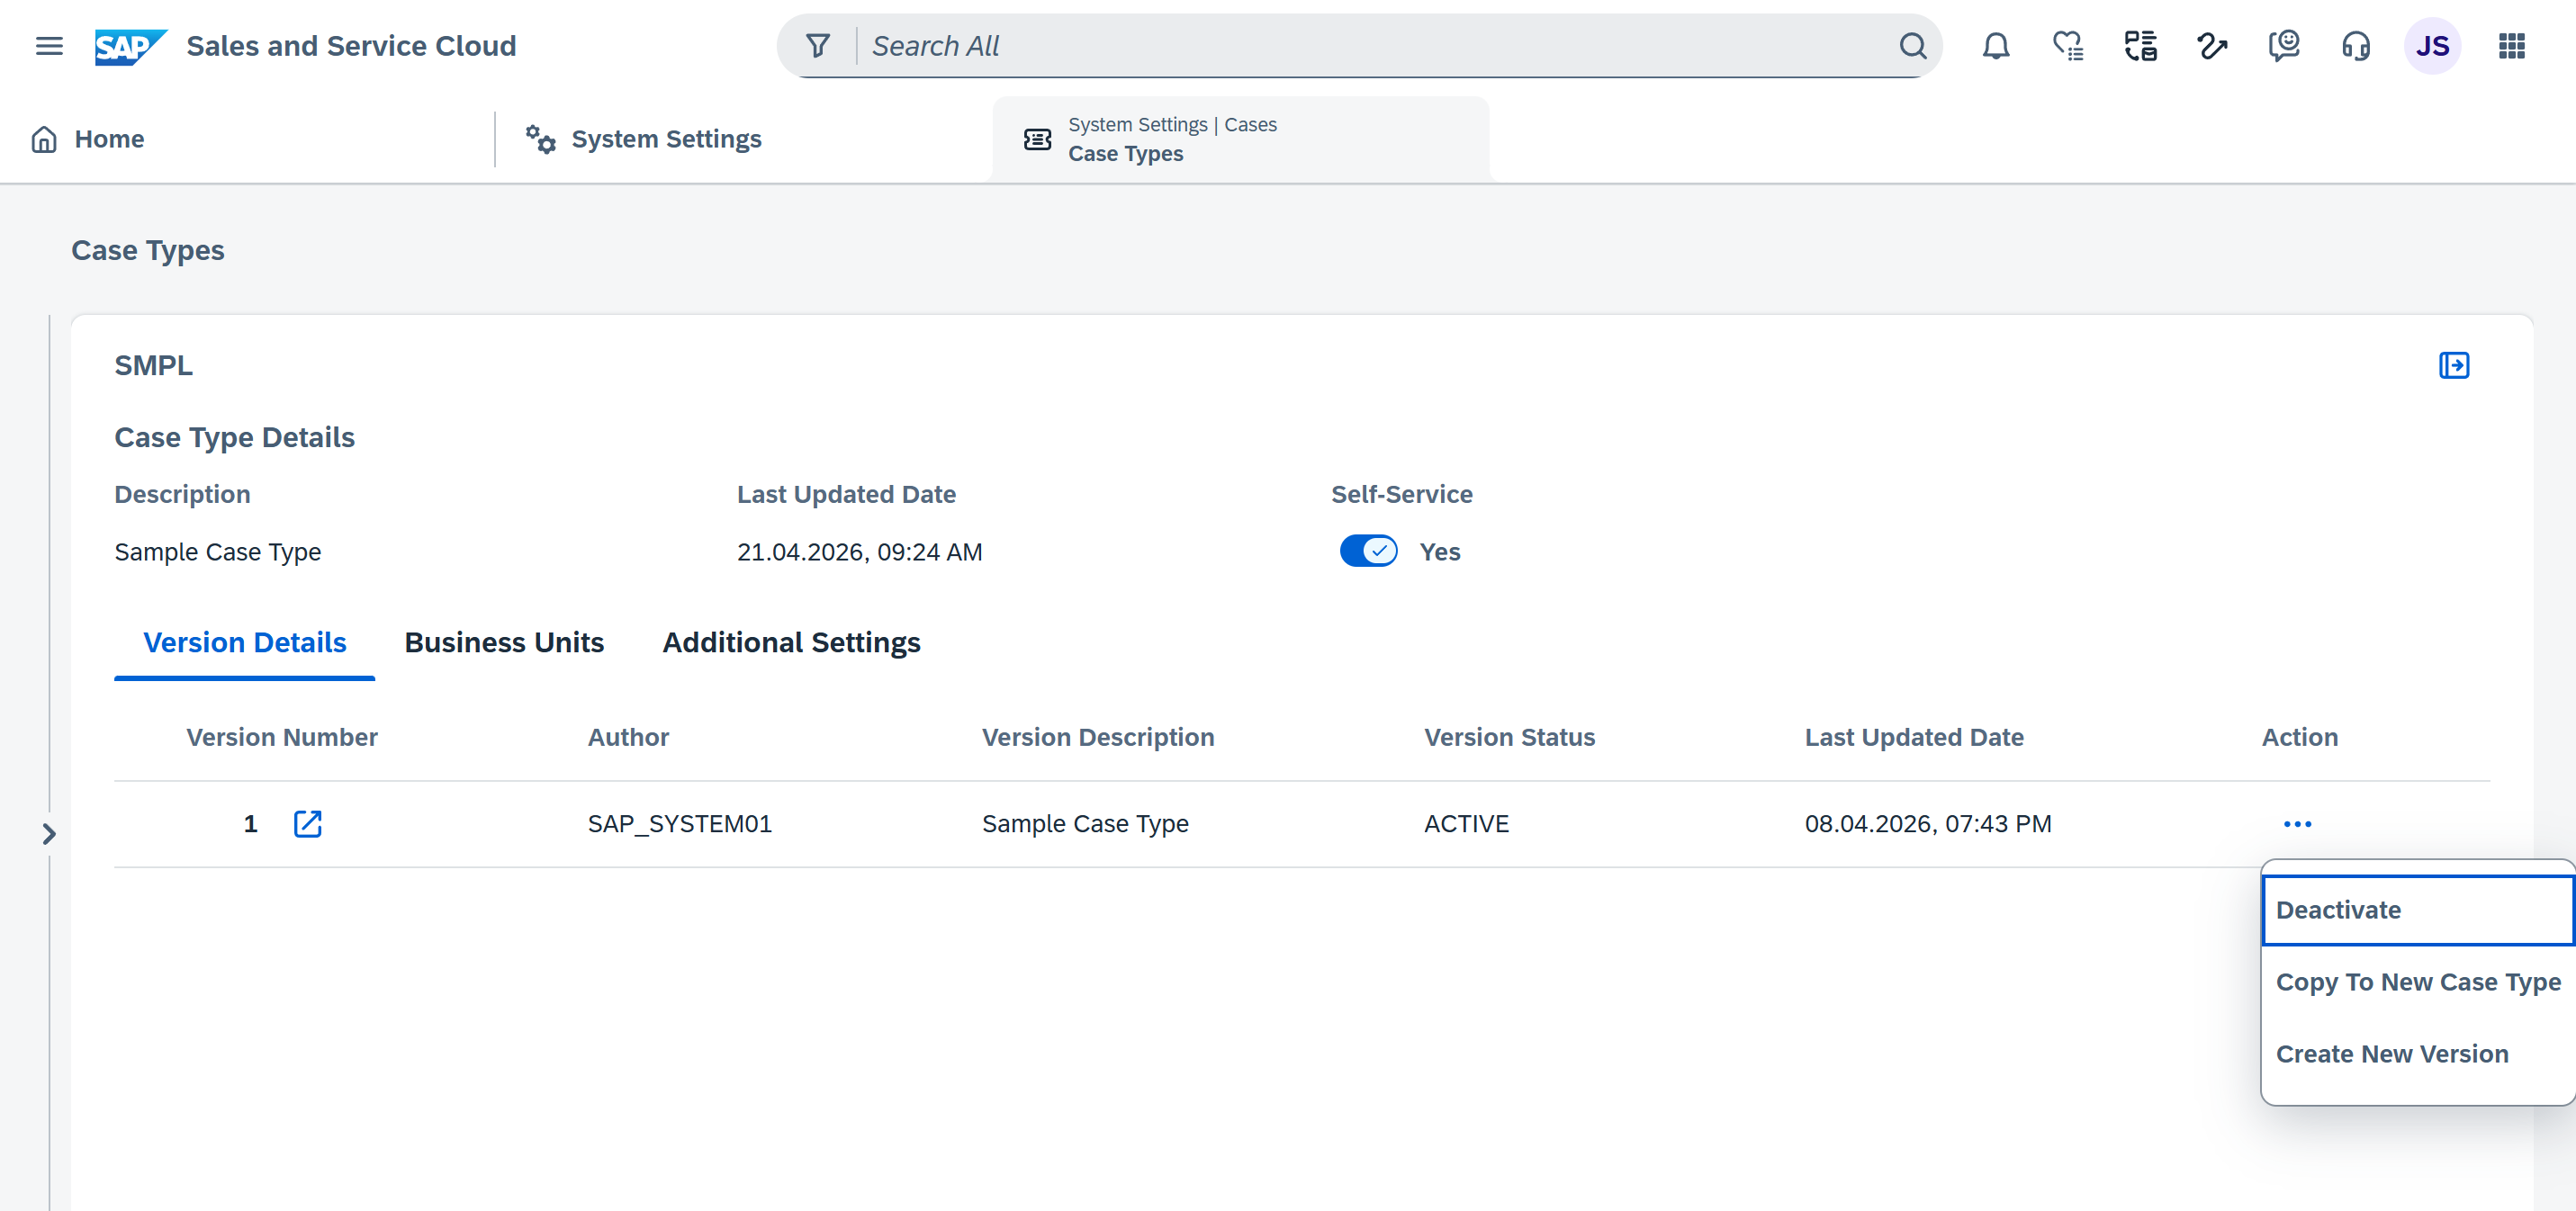 SAP Sales and Service Cloud
Search All
JS
Home
System Settings
System Settings | Cases
Case Types
Case Types
SMPL
Case Type Details
Description Last Updated Date Self-Service
Sample Case Type 21.04.2026, 09:24 AM Yes
Version Details Business Units Additional Settings
Version Number Author Version Description Version Status Last Updated Date Action
1 SAP_SYSTEM01 Sample Case Type ACTIVE 08.04.2026, 07:43 PM
Deactivate
Copy To New Case Type
Create New Version